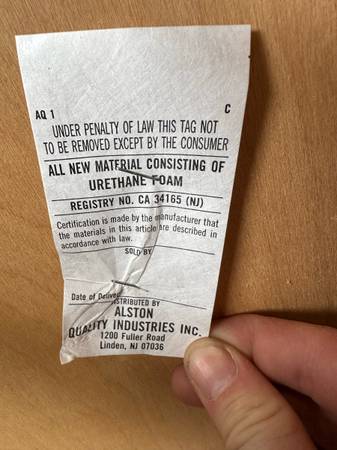 AQ 1 C
UNDER PENALTY OF LAW THIS TAG NOT
TO BE REMOVED EXCEPT BY THE CONSUMER
ALL NEW MATERIAL CONSISTING OF
URETHANE FOAM
REGISTRY NO. CA 34165 (NJ)
Certification is made by the manufacturer that
the materials in this article are described in
accordance with law.
SOLD BY
Date of Delivery
DISTRIBUTED BY
ALSTON
QUALITY INDUSTRIES INC.
1200 Fuller Road
Linden, NJ 07036